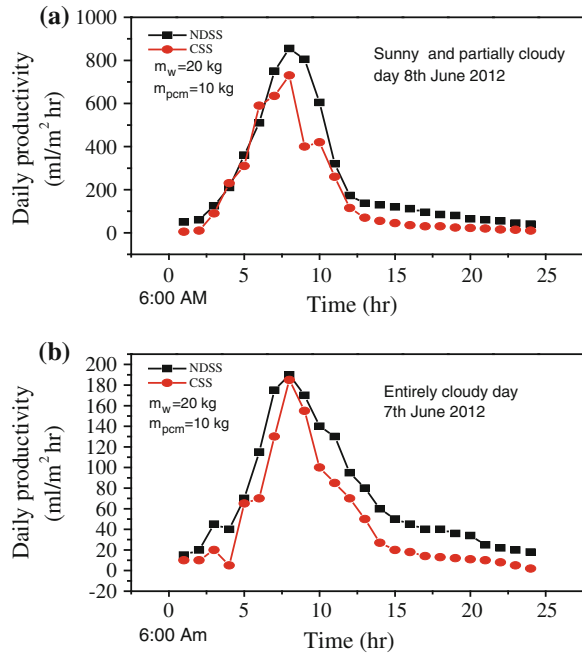 (a)
1000
800
600
400
200
0
Daily productivity
(ml/m² hr)
NDSS
CSS
m_w=20 kg
m_pcm=10 kg
Sunny and partially cloudy
day 8th June 2012
0 5 10 15 20 25
6:00 AM
Time (hr)
(b)
200
180
160
140
120
100
80
60
40
20
0
-20
Daily productivity
(ml/m² hr)
NDSS
CSS
m_w=20 kg
m_pcm=10 kg
Entirely cloudy day
7th June 2012
0 5 10 15 20 25
6:00 Am
Time (hr)